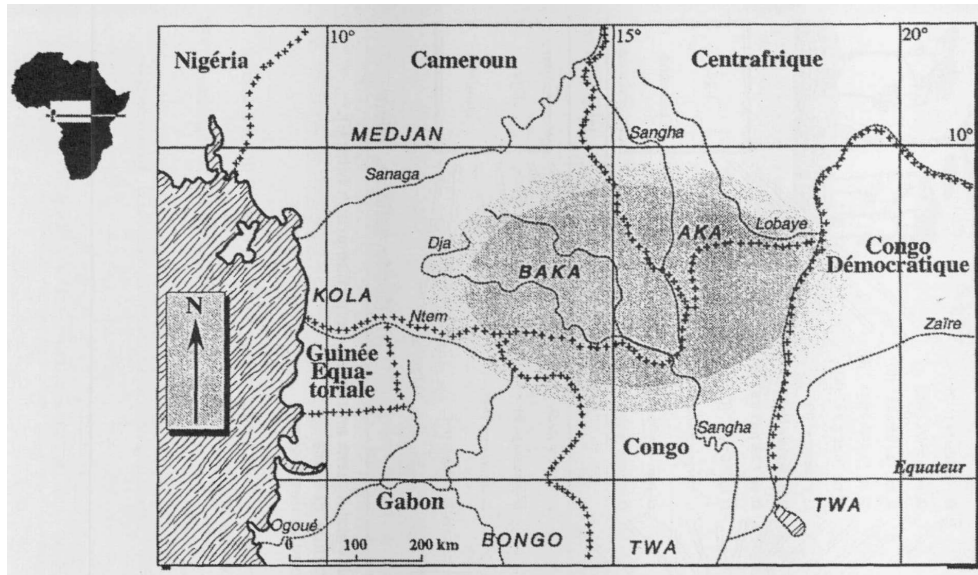 10°
15°
20°
Nigéria
Cameroun
Centrafrique
MEDJAN
Sangha
10°
Sanaga
Lobaye
AKA
Dja
BAKA
Congo
Démocratique
KOLA
N
Ntem
Zaïre
Guinée
Equa-
toriale
Sangha
Congo
Equateur
Gabon
TWA
Ogoué
BONGO
TWA
0 100 200 km